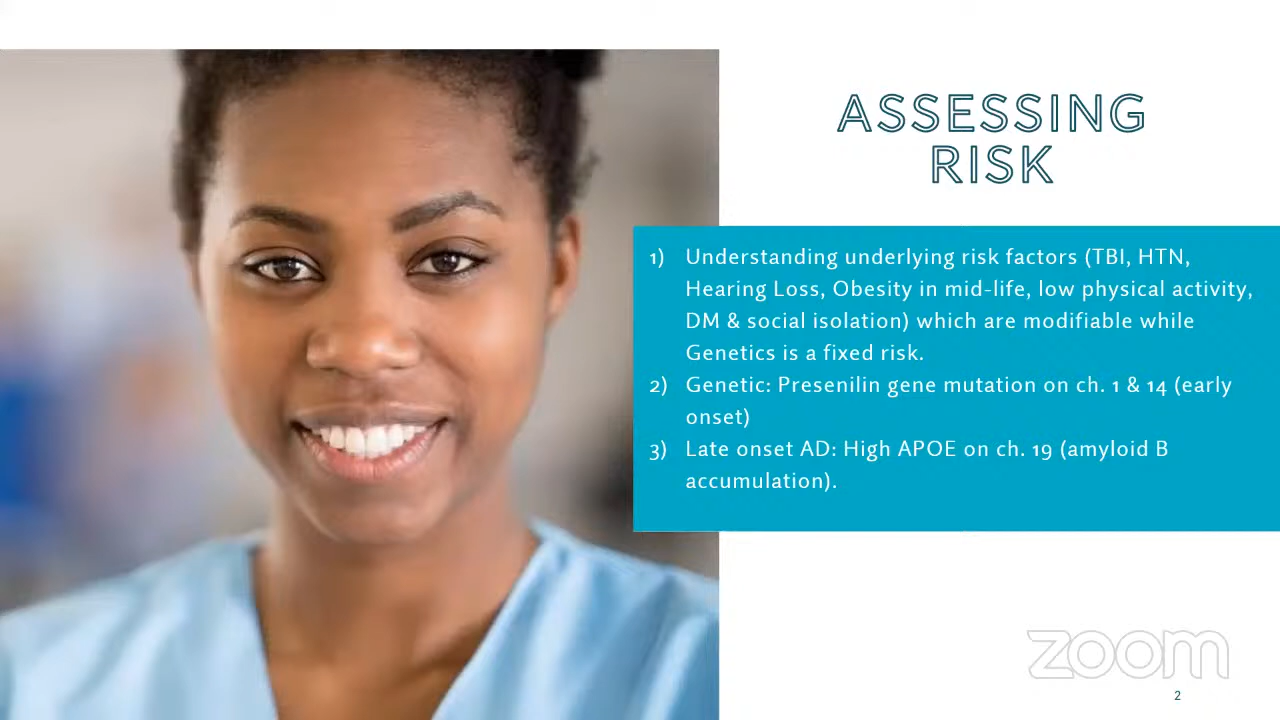 ASSESSING
RISK
1) Understanding underlying risk factors (TBI, HTN,
Hearing Loss, Obesity in mid-life, low physical activity,
DM & social isolation) which are modifiable while
Genetics is a fixed risk.
2) Genetic: Presenilin gene mutation on ch. 1 & 14 (early
onset)
3) Late onset AD: High APOE on ch. 19 (amyloid B
accumulation).
zoom
2